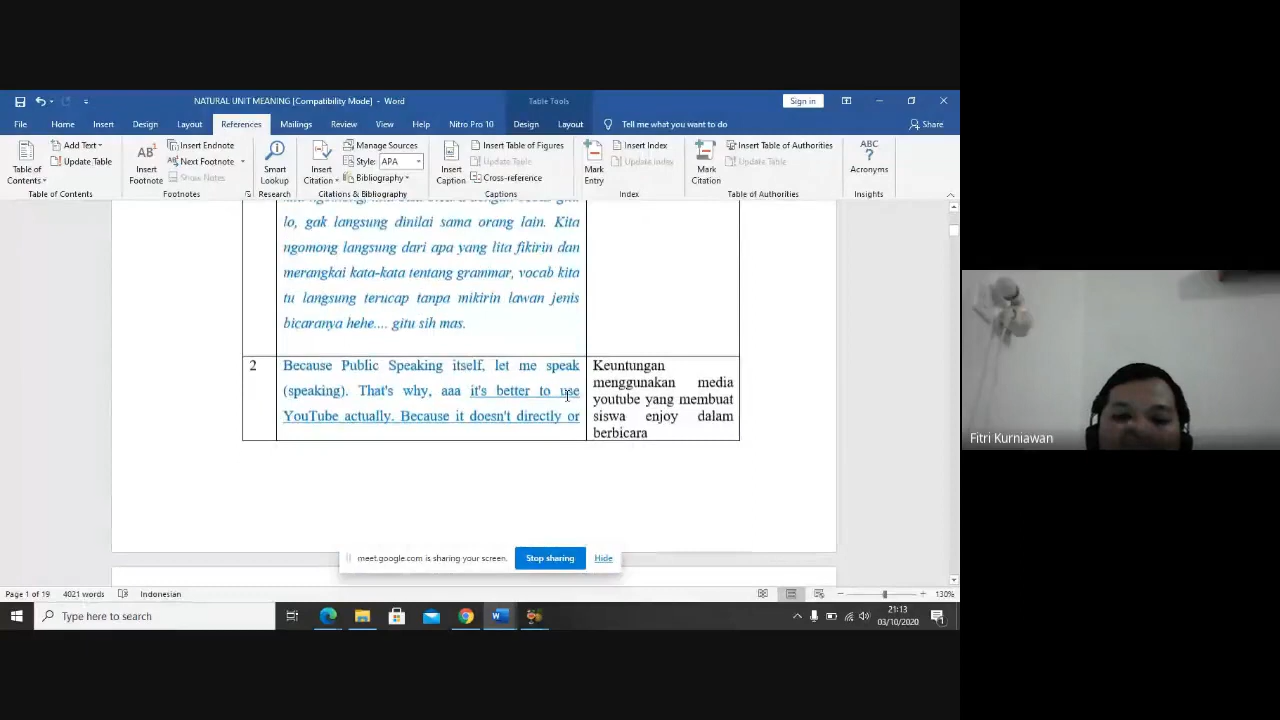 NATURAL UNIT MEANING [Compatibility Mode] - Word
Table Tools
Sign in
File Home Insert Design Layout References Mailings Review View Help Nitro Pro 10 Design Layout Tell me what you want to do Share
Table of Contents
Add Text
Update Table
Table of Contents
AB¹
Insert Footnote
Insert Endnote
Next Footnote
Show Notes
Footnotes
Smart Lookup
Research
Insert Citation
Manage Sources
Style: APA
Bibliography
Citations & Bibliography
Insert Caption
Insert Table of Figures
Update Table
Cross-reference
Captions
Mark Entry
Insert Index
Update Index
Index
Mark Citation
Insert Table of Authorities
Update Table
Table of Authorities
ABC
Acronyms
Insights
lo, gak langsung dinilai sama orang lain. Kita
ngomong langsung dari apa yang lita fikirin dan
merangkai kata-kata tentang grammar, vocab kita
tu langsung terucap tanpa mikirin lawan jenis
bicaranya hehe.... gitu sih mas.
2
Because Public Speaking itself, let me speak
(speaking). That's why, aaa it's better to use
YouTube actually. Because it doesn't directly or
Keuntungan
menggunakan media
youtube yang membuat
siswa enjoy dalam
berbicara
Fitri Kurniawan
meet.google.com is sharing your screen. Stop sharing Hide
Page 1 of 19 4021 words Indonesian 130%
Type here to search
21:13
03/10/2020
1